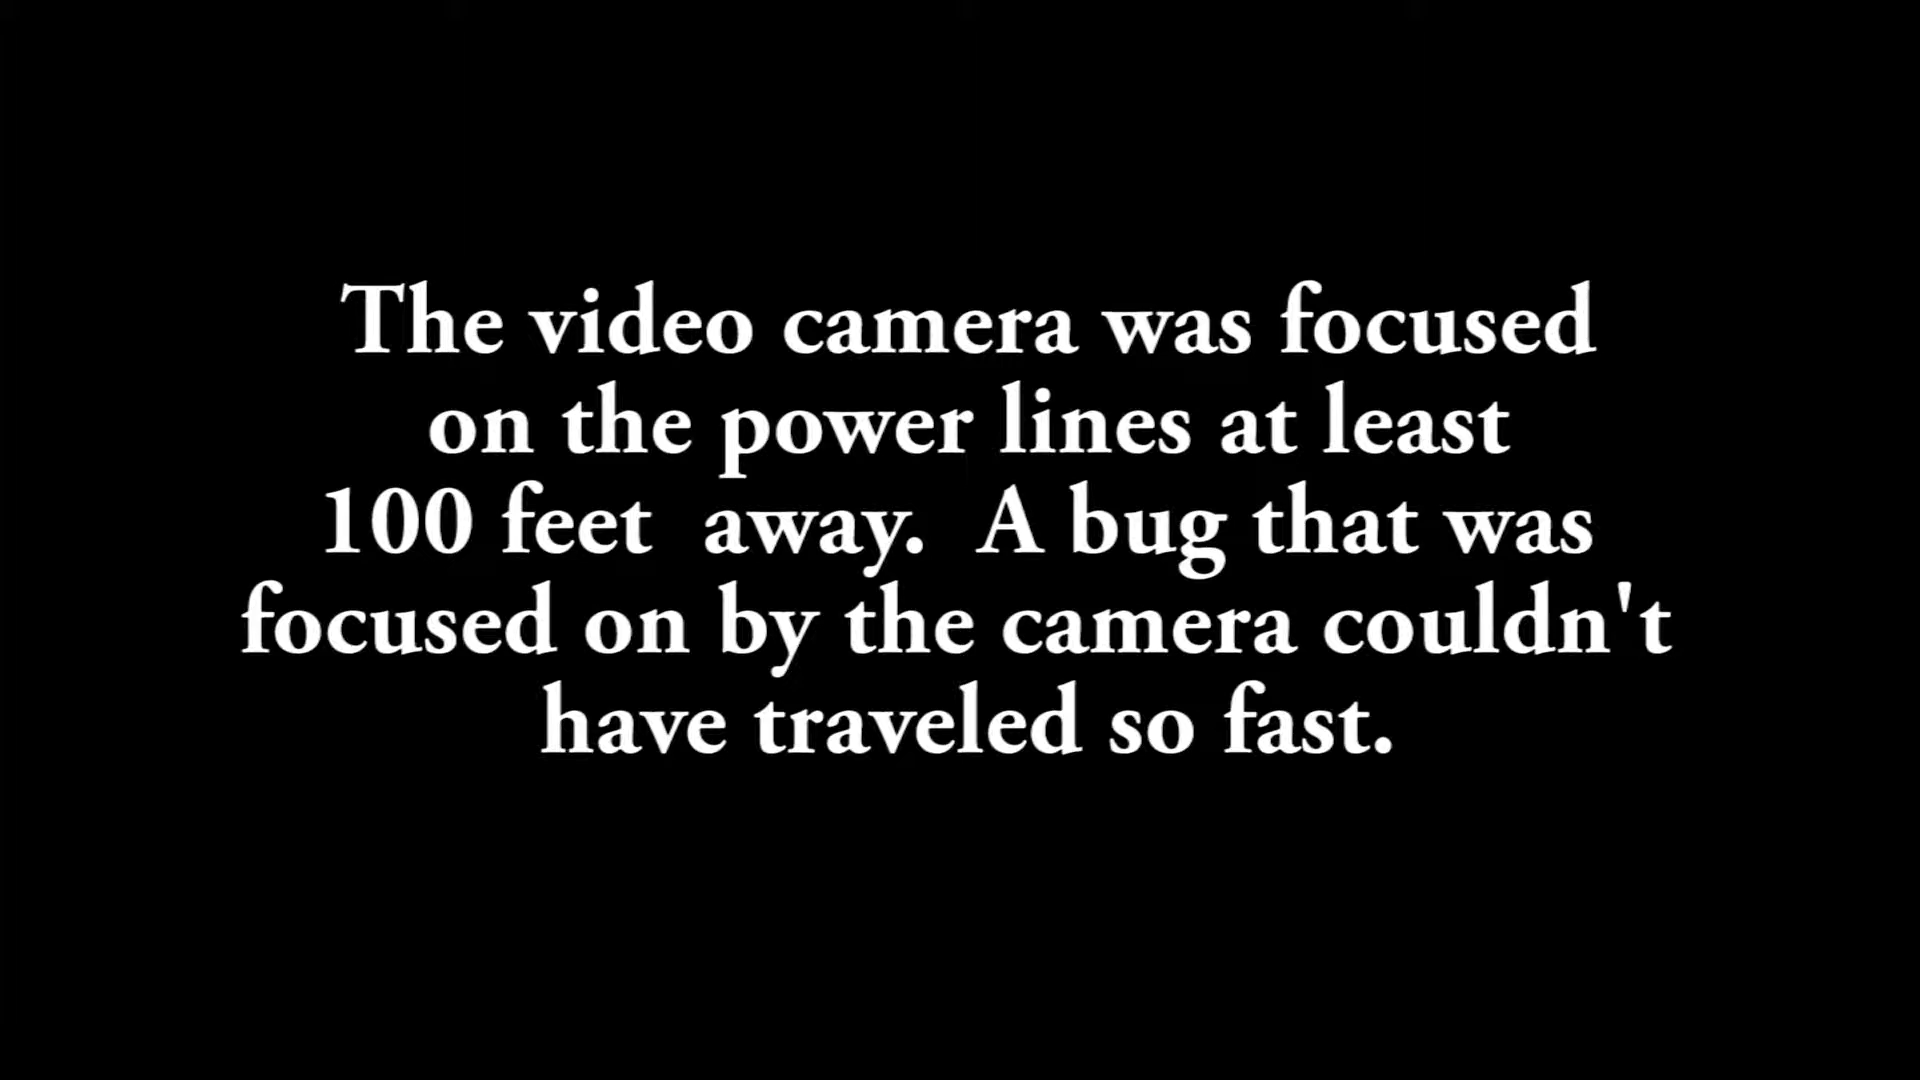 The video camera was focused
on the power lines at least
100 feet  away.  A bug that was
focused on by the camera couldn't
have traveled so fast.